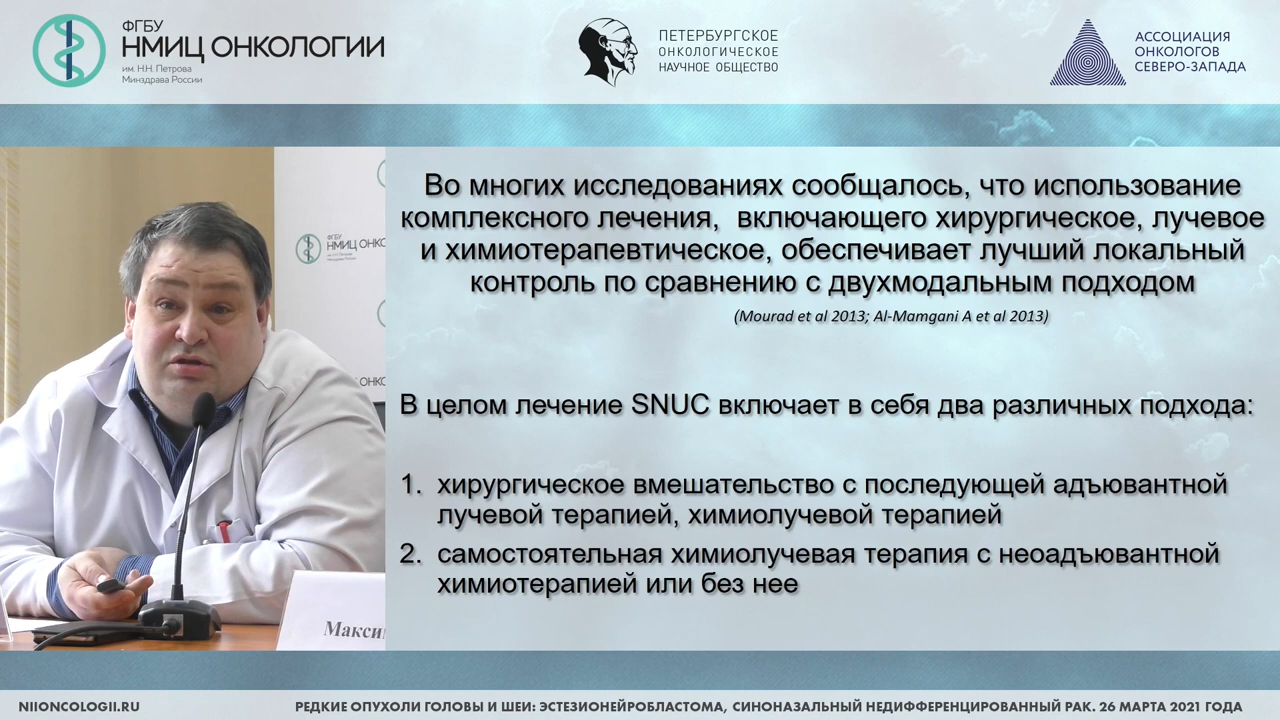 ФГБУ
НМИЦ ОНКОЛОГИИ
им. Н.Н. Петрова
Минздрава России
ПЕТЕРБУРГСКОЕ
ОНКОЛОГИЧЕСКОЕ
НАУЧНОЕ ОБЩЕСТВО
АССОЦИАЦИЯ
ОНКОЛОГОВ
СЕВЕРО-ЗАПАДА
ФГБУ
НМИЦ ОНКО
Во многих исследованиях сообщалось, что использование
комплексного лечения, включающего хирургическое, лучевое
и химиотерапевтическое, обеспечивает лучший локальный
контроль по сравнению с двухмодальным подходом
(Mourad et al 2013; Al-Mamgani A et al 2013)
В целом лечение SNUC включает в себя два различных подхода:
1. хирургическое вмешательство с последующей адъювантной
лучевой терапией, химиолучевой терапией
2. самостоятельная химиолучевая терапия с неоадъювантной
химиотерапией или без нее
Макси
NIIONCOLOGII.RU
РЕДКИЕ ОПУХОЛИ ГОЛОВЫ И ШЕИ: ЭСТЕЗИОНЕЙРОБЛАСТОМА, СИНОНАЗАЛЬНЫЙ НЕДИФФЕРЕНЦИРОВАННЫЙ РАК. 26 МАРТА 2021 ГОДА